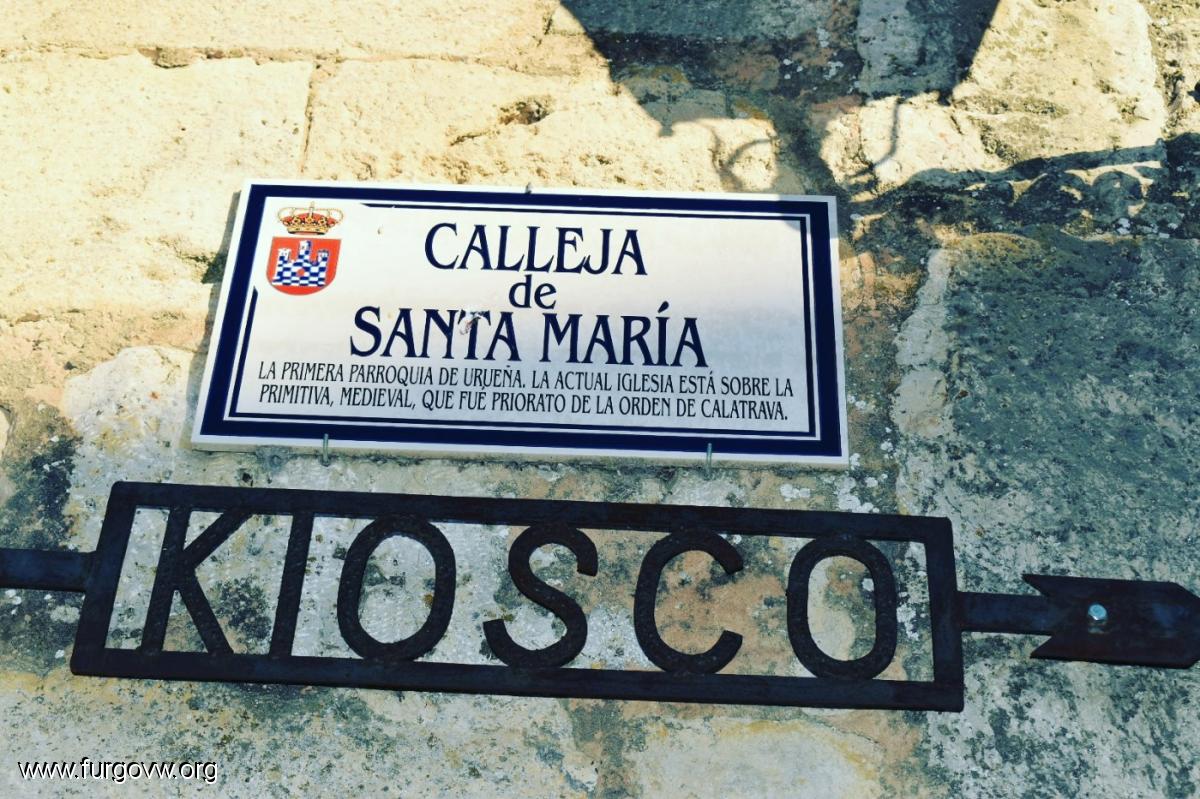 CALLEJA
de
SANTA MARÍA
LA PRIMERA PARROQUIA DE URUEÑA. LA ACTUAL IGLESIA ESTÁ SOBRE LA
PRIMITIVA, MEDIEVAL, QUE FUE PRIORATO DE LA ORDEN DE CALATRAVA.
KIOSCO
www.furgovw.org